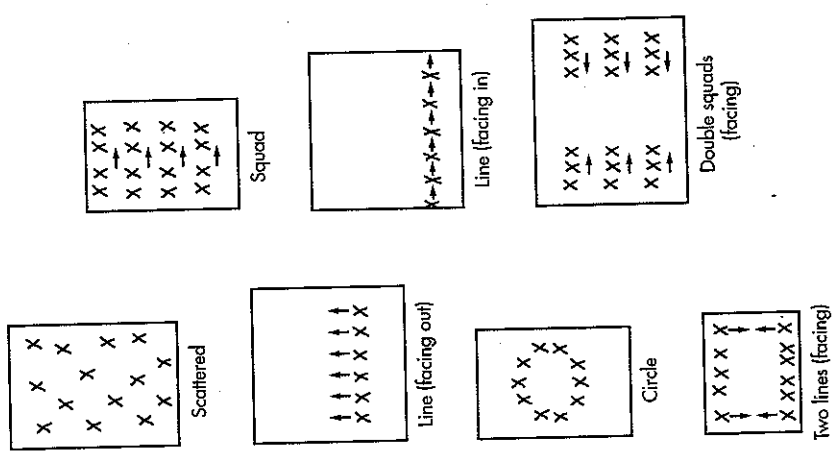 Scattered
Squad
Line (facing out)
Line (facing in)
Circle
Double squads
(facing)
Two lines (facing)